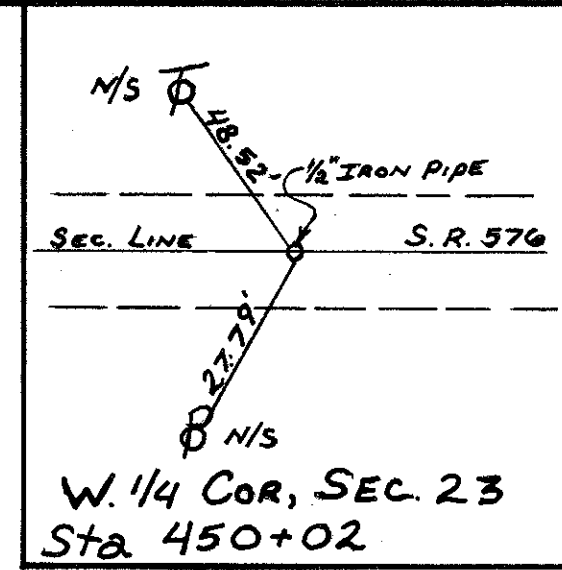 N/S
48.52-
1/2" IRON PIPE
SEC. LINE S.R. 576
27.79'
N/S
W. 1/4 COR, SEC. 23
Sta 450+02